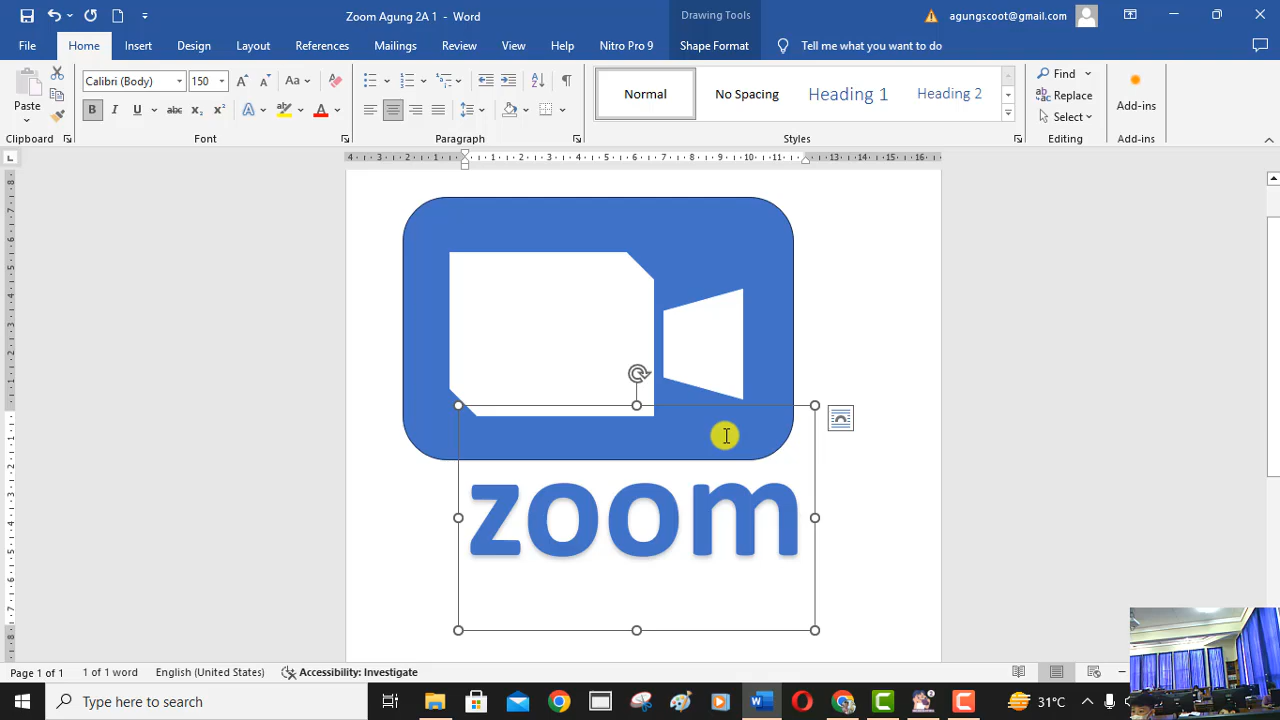 Zoom Agung 2A 1 - Word
Drawing Tools
agungscoot@gmail.com
File
Home
Insert
Design
Layout
References
Mailings
Review
View
Help
Nitro Pro 9
Shape Format
Tell me what you want to do
Paste
Calibri (Body)
150
Normal
No Spacing
Heading 1
Heading 2
Find
Replace
Select
Add-ins
Clipboard
Font
Paragraph
Styles
Editing
Add-ins
zoom
Page 1 of 1
1 of 1 word
English (United States)
Accessibility: Investigate
Type here to search
31°C